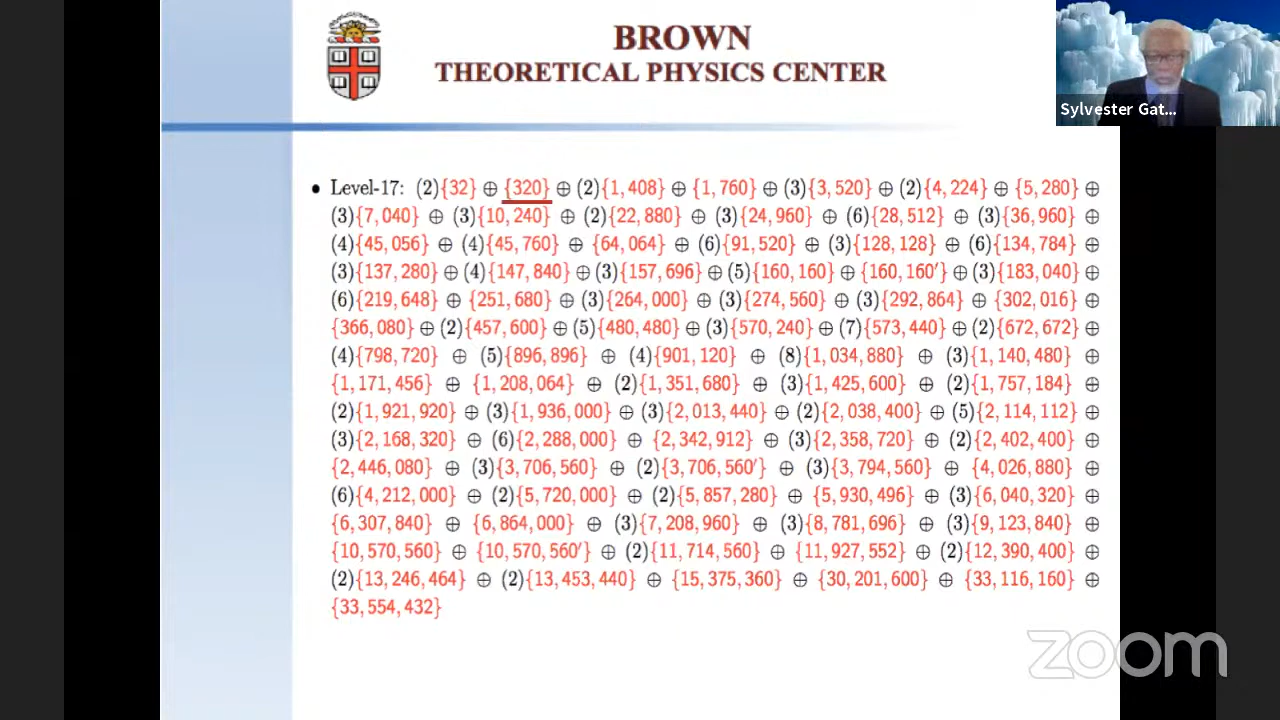 BROWN
THEORETICAL PHYSICS CENTER
Sylvester Gat...
• Level-17: (2){32} ⊕ {320} ⊕ (2){1,408} ⊕ {1,760} ⊕ (3){3,520} ⊕ (2){4,224} ⊕ {5,280} ⊕
(3){7,040} ⊕ (3){10,240} ⊕ (2){22,880} ⊕ (3){24,960} ⊕ (6){28,512} ⊕ (3){36,960} ⊕
(4){45,056} ⊕ (4){45,760} ⊕ {64,064} ⊕ (6){91,520} ⊕ (3){128,128} ⊕ (6){134,784} ⊕
(3){137,280} ⊕ (4){147,840} ⊕ (3){157,696} ⊕ (5){160,160} ⊕ {160,160′} ⊕ (3){183,040} ⊕
(6){219,648} ⊕ {251,680} ⊕ (3){264,000} ⊕ (3){274,560} ⊕ (3){292,864} ⊕ {302,016} ⊕
{366,080} ⊕ (2){457,600} ⊕ (5){480,480} ⊕ (3){570,240} ⊕ (7){573,440} ⊕ (2){672,672} ⊕
(4){798,720} ⊕ (5){896,896} ⊕ (4){901,120} ⊕ (8){1,034,880} ⊕ (3){1,140,480} ⊕
{1,171,456} ⊕ {1,208,064} ⊕ (2){1,351,680} ⊕ (3){1,425,600} ⊕ (2){1,757,184} ⊕
(2){1,921,920} ⊕ (3){1,936,000} ⊕ (3){2,013,440} ⊕ (2){2,038,400} ⊕ (5){2,114,112} ⊕
(3){2,168,320} ⊕ (6){2,288,000} ⊕ {2,342,912} ⊕ (3){2,358,720} ⊕ (2){2,402,400} ⊕
{2,446,080} ⊕ (3){3,706,560} ⊕ (2){3,706,560′} ⊕ (3){3,794,560} ⊕ {4,026,880} ⊕
(6){4,212,000} ⊕ (2){5,720,000} ⊕ (2){5,857,280} ⊕ {5,930,496} ⊕ (3){6,040,320} ⊕
{6,307,840} ⊕ {6,864,000} ⊕ (3){7,208,960} ⊕ (3){8,781,696} ⊕ (3){9,123,840} ⊕
{10,570,560} ⊕ {10,570,560′} ⊕ (2){11,714,560} ⊕ {11,927,552} ⊕ (2){12,390,400} ⊕
(2){13,246,464} ⊕ (2){13,453,440} ⊕ {15,375,360} ⊕ {30,201,600} ⊕ {33,116,160} ⊕
{33,554,432}
zoom